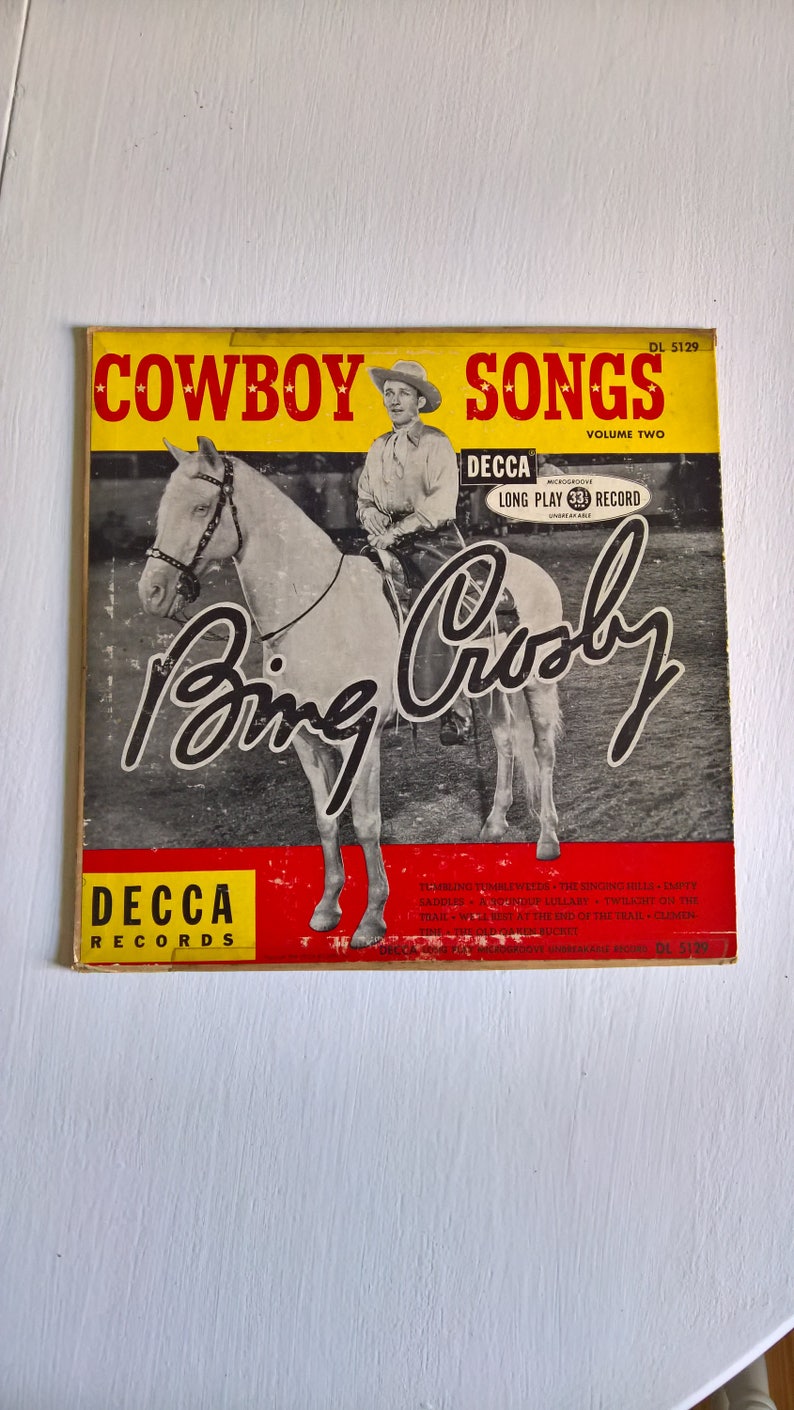 DL 5129
COWBOY SONGS
VOLUME TWO
DECCA®
MICROGROOVE
LONG PLAY 33⅓ RPM RECORD
UNBREAKABLE
Bing Crosby
DECCA
RECORDS
TUMBLING TUMBLEWEEDS • THE SINGING HILLS • EMPTY
SADDLES • A ROUNDUP LULLABY • TWILIGHT ON THE
TRAIL • WE'LL REST AT THE END OF THE TRAIL • CLEMEN-
TINE • THE OLD OAKEN BUCKET
DECCA LONG PLAY MICROGROOVE UNBREAKABLE RECORD DL 5129